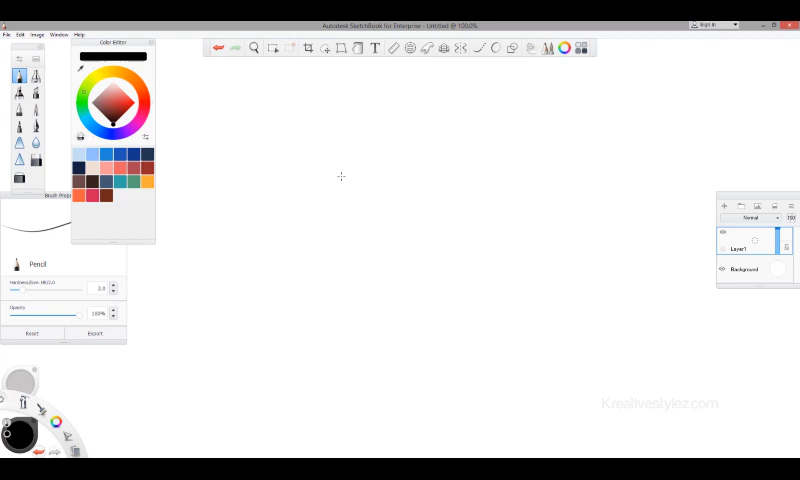 Autodesk SketchBook for Enterprise - Untitled @ 100.0%
Sign In
File Edit Image Window Help
Color Editor
Brush Prop
Pencil
Hardness/Size: HB/2.0
2.0
Opacity
100%
Reset Export
Normal
100
Layer1
Background
Kreativestylez.com